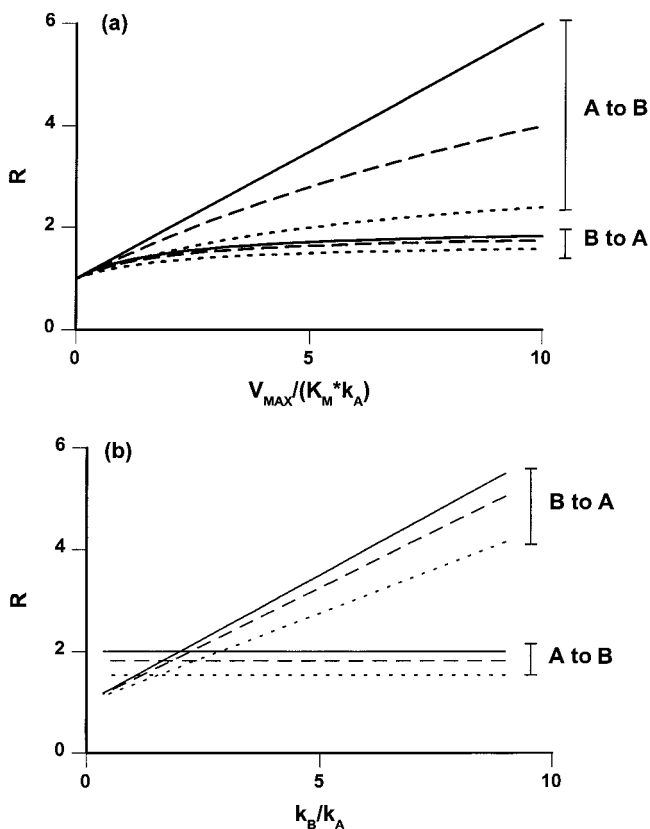 (a)
6
4
2
0
R
A to B
B to A
0 5 10
V_MAX/(K_M*k_A)
(b)
6
4
2
0
R
B to A
A to B
0 5 10
k_B/k_A